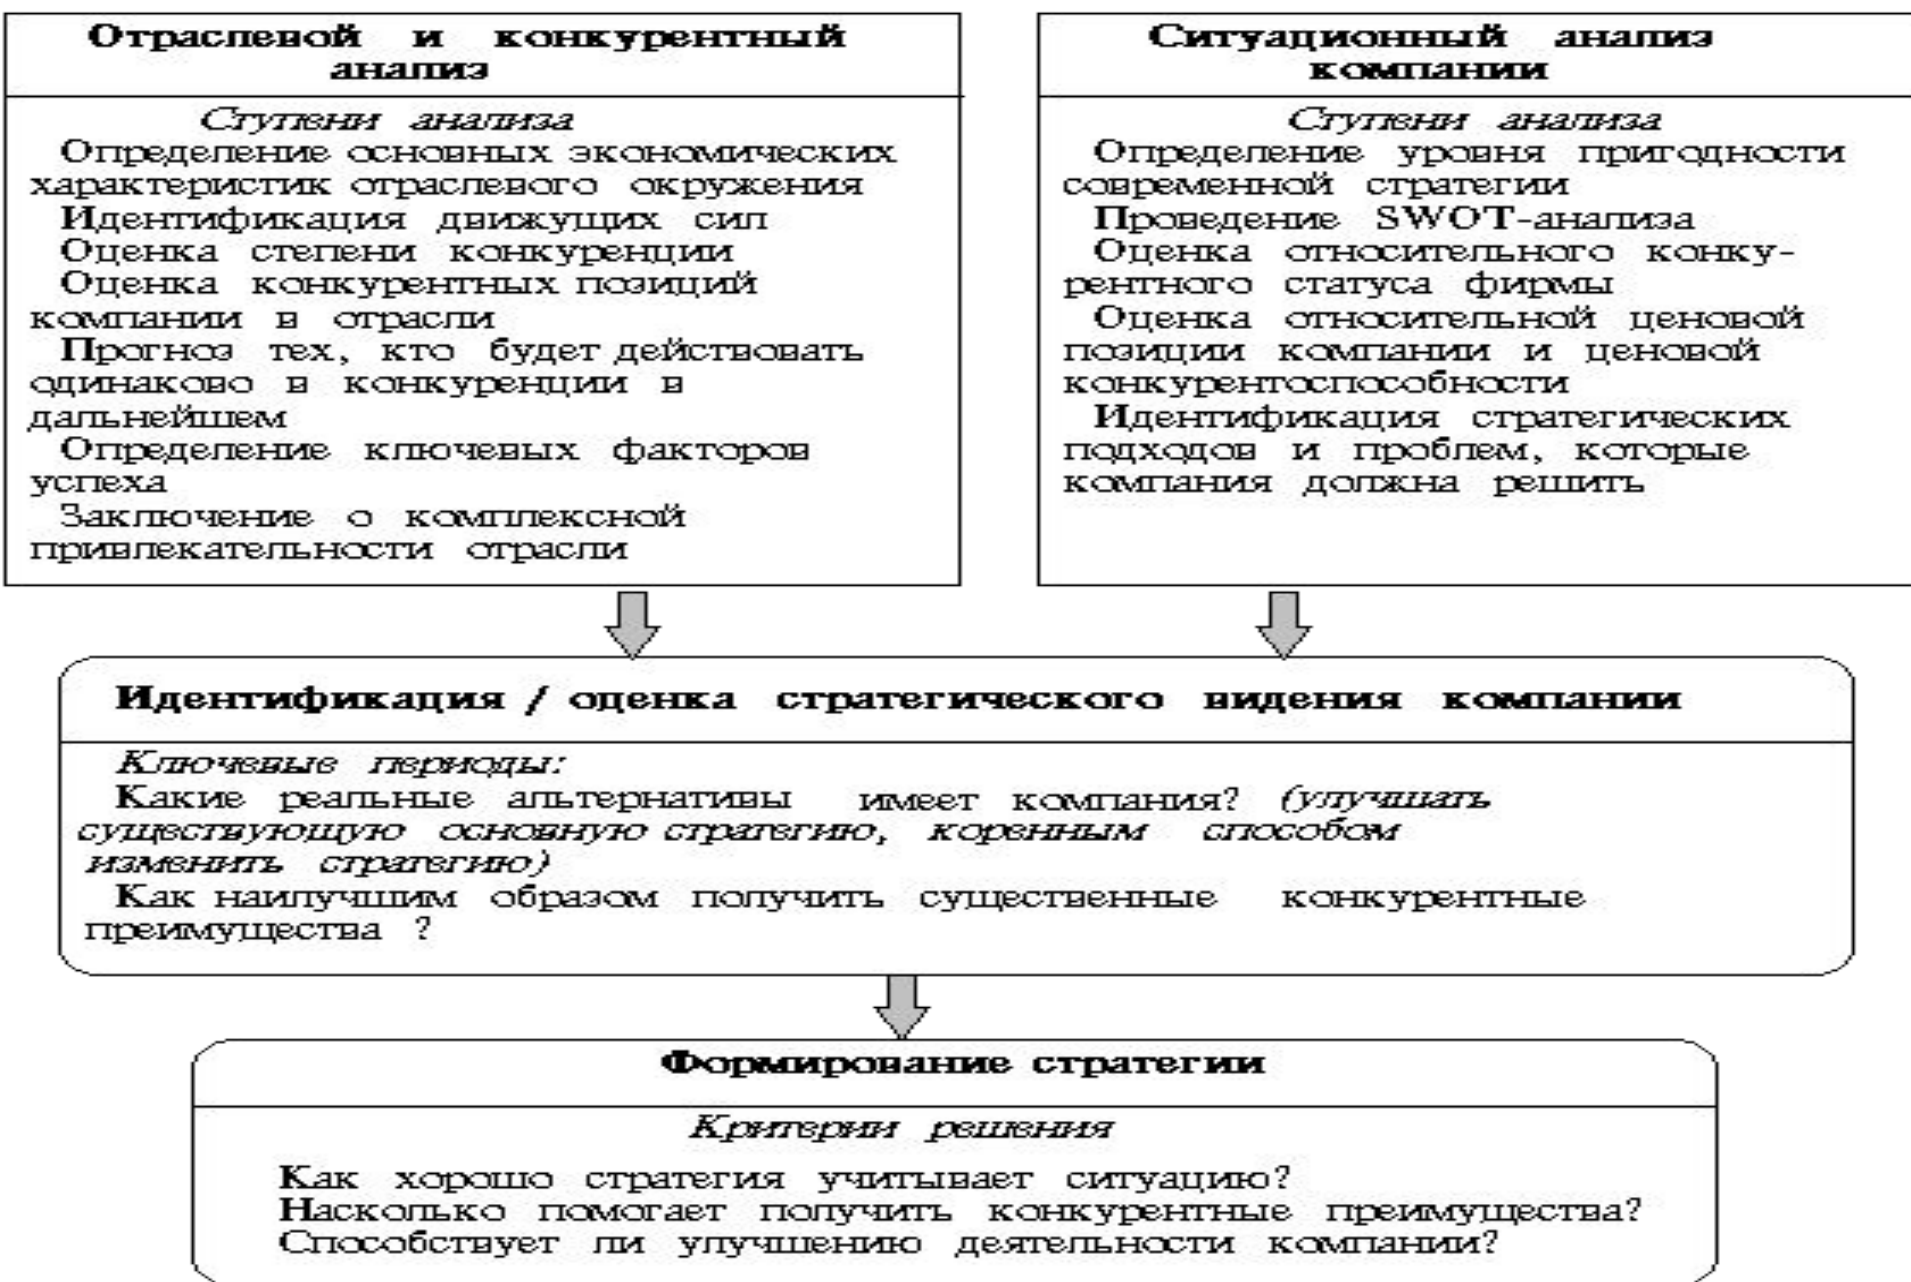 Отраслевой и конкурентный
анализ
Ступени анализа
Определение основных экономических
характеристик отраслевого окружения
Идентификация движущих сил
Оценка степени конкуренции
Оценка конкурентных позиций
компании в отрасли
Прогноз тех, кто будет действовать
одинаково в конкуренции в
дальнейшем
Определение ключевых факторов
успеха
Заключение о комплексной
привлекательности отрасли
Ситуационный анализ
компании
Ступени анализа
Определение уровня пригодности
современной стратегии
Проведение SWOT-анализа
Оценка относительного конку-
рентного статуса фирмы
Оценка относительной ценовой
позиции компании и ценовой
конкурентоспособности
Идентификация стратегических
подходов и проблем, которые
компания должна решить
Идентификация / оценка стратегического видения компании
Ключевые периоды:
Какие реальные альтернативы имеет компания? (улучшать
существующую основную стратегию, коренным способом
изменить стратегию)
Как наилучшим образом получить существенные конкурентные
преимущества ?
Формирование стратегии
Критерии решения
Как хорошо стратегия учитывает ситуацию?
Насколько помогает получить конкурентные преимущества?
Способствует ли улучшению деятельности компании?